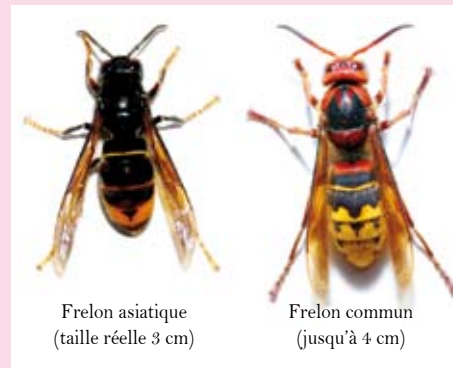 Frelon asiatique
(taille réelle 3 cm)
Frelon commun
(jusqu'à 4 cm)